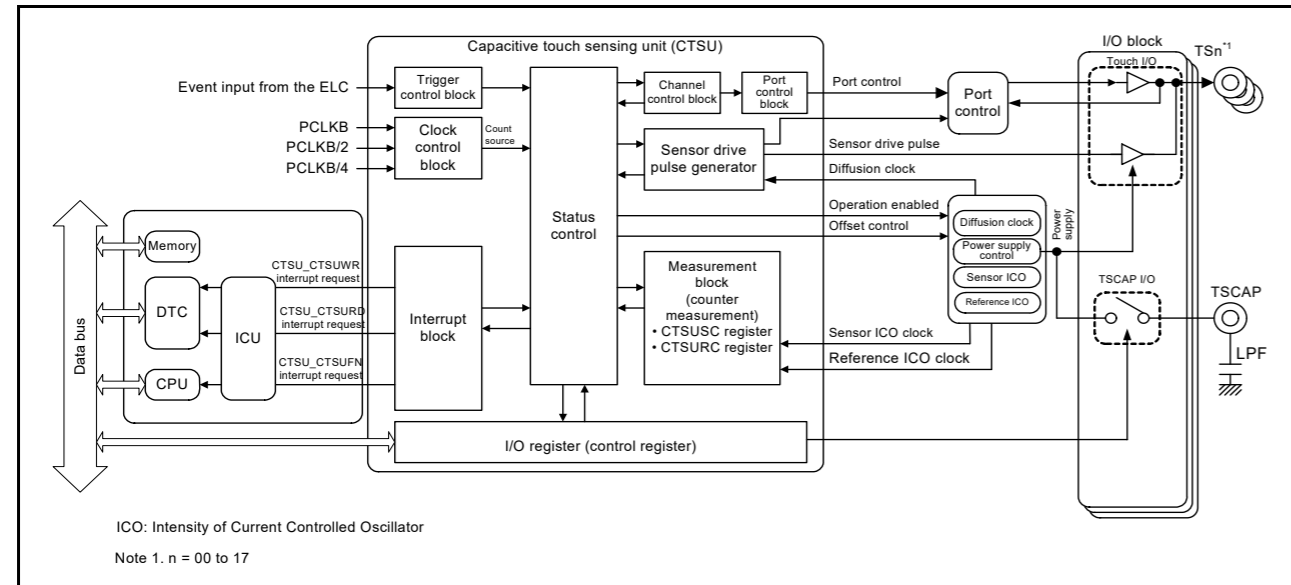 Capacitive touch sensing unit (CTSU)
I/O block
TSn*1
Touch I/O
Event input from the ELC
Trigger
control block
Channel
control block
Port
control
block
Port control
Port
control
PCLKB
PCLKB/2
PCLKB/4
Clock
control
block
Count
source
Sensor drive
pulse generator
Sensor drive pulse
Diffusion clock
Status
control
Operation enabled
Offset control
Diffusion clock
Power supply
control
Sensor ICO
Reference ICO
Power
supply
Data bus
Memory
DTC
CPU
ICU
CTSU_CTSUWR
interrupt request
CTSU_CTSURD
interrupt request
CTSU_CTSUFN
interrupt request
Interrupt
block
Measurement
block
(counter
measurement)
• CTSUSC register
• CTSURC register
Sensor ICO clock
Reference ICO clock
TSCAP I/O
TSCAP
LPF
I/O register (control register)
ICO: Intensity of Current Controlled Oscillator
Note 1. n = 00 to 17